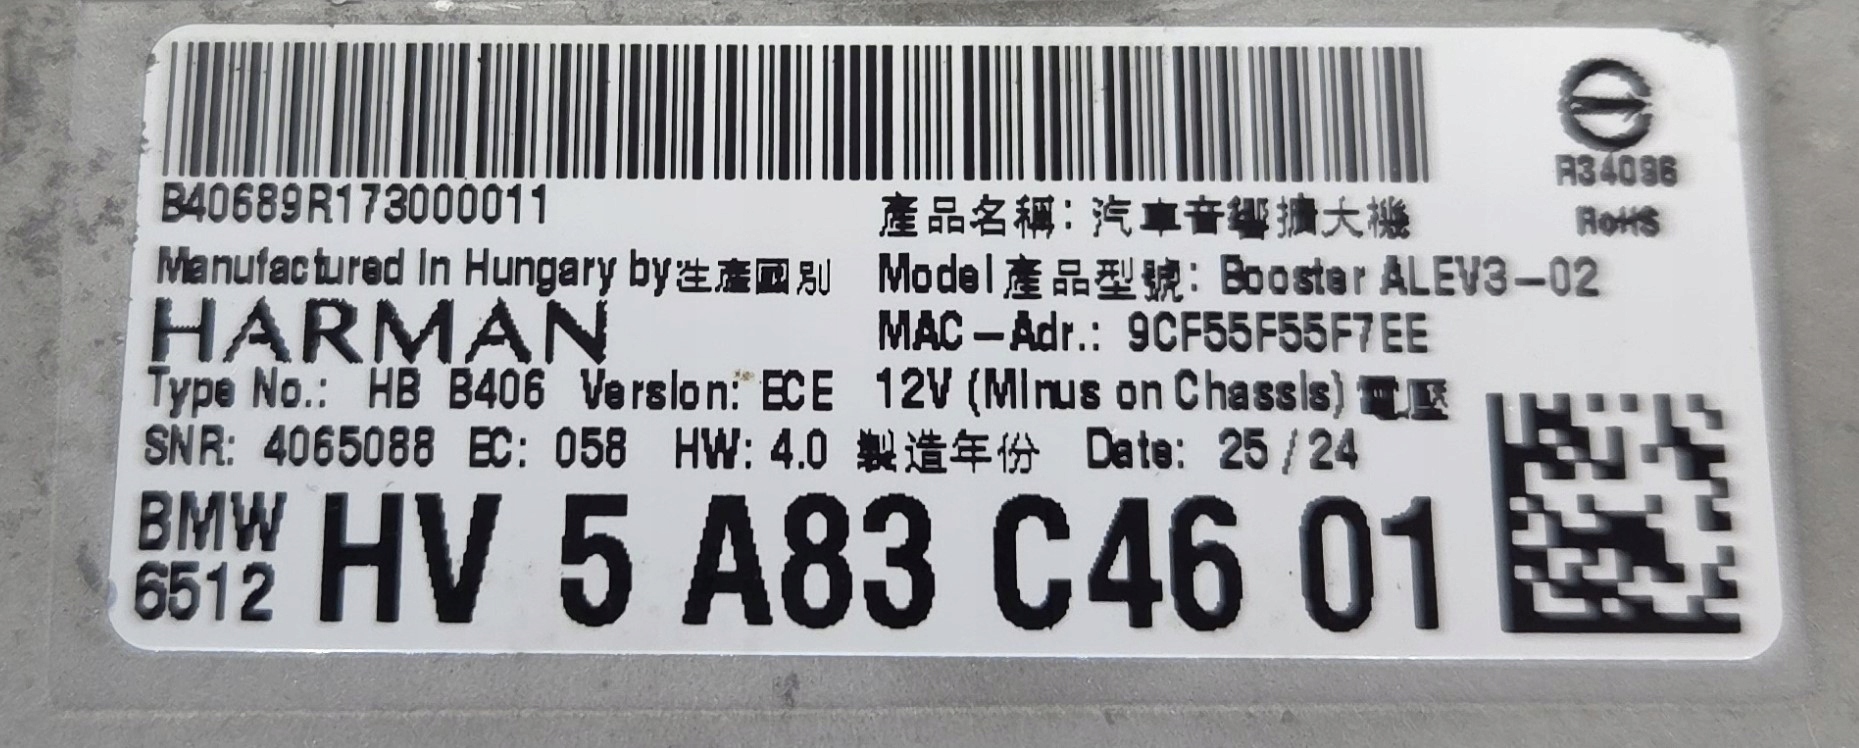 B40689R173000011
R34086
RoHS
產品名稱: 汽車音響擴大機
Manufactured In Hungary by 生產國別
Model 產品型號: Booster ALEV3-02
HARMAN
MAC-Adr.: 9CF55F55F7EE
Type No.: HB B406 Version: ECE 12V (Minus on Chassis) 電壓
SNR: 4065088 EC: 058 HW: 4.0 製造年份 Date: 25/24
BMW 6512 HV 5 A83 C46 01